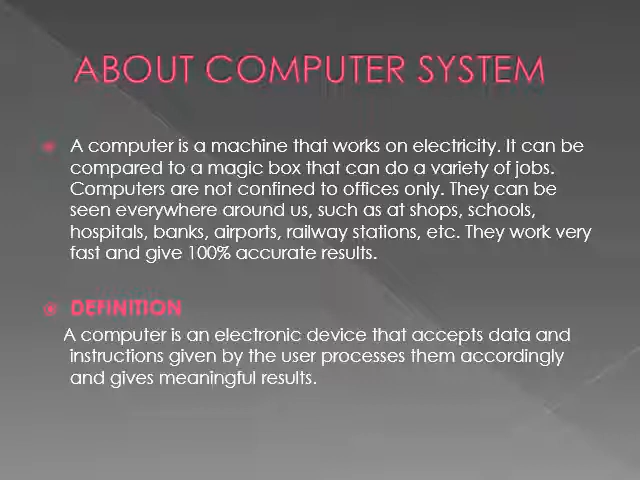 ABOUT COMPUTER SYSTEM
A computer is a machine that works on electricity. It can be
compared to a magic box that can do a variety of jobs.
Computers are not confined to offices only. They can be
seen everywhere around us, such as at shops, schools,
hospitals, banks, airports, railway stations, etc. They work very
fast and give 100% accurate results.
DEFINITION
A computer is an electronic device that accepts data and
instructions given by the user processes them accordingly
and gives meaningful results.